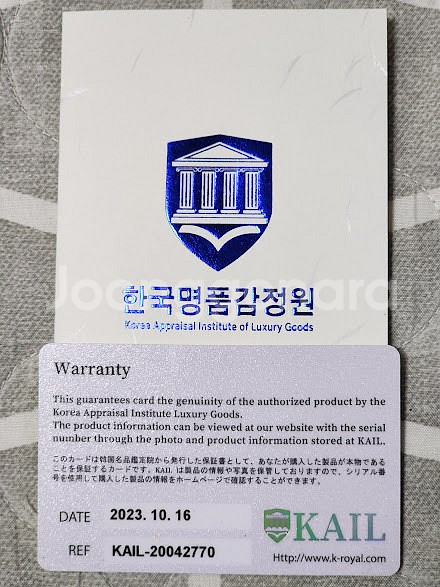 한국명품감정원
Korea Appraisal Institute of Luxury Goods
Warranty
This guarantees card the genuinity of the authorized product by the
Korea Appraisal Institute Luxury Goods.
The product information can be viewed at our website with the serial
number through the photo and product information stored at KAIL.
このカードは韓国名品鑑定院から発行した保証書として、あなたが購入した製品が本物であるこ
とを保証するカードです。KAIL は製品の情報や写真を保管しておりますので、シリアル番
号を使用して購入した製品の情報をホームページで確認することができます。
DATE 2023. 10. 16
KAIL
REF KAIL-20042770
Http://www.k-royal.com